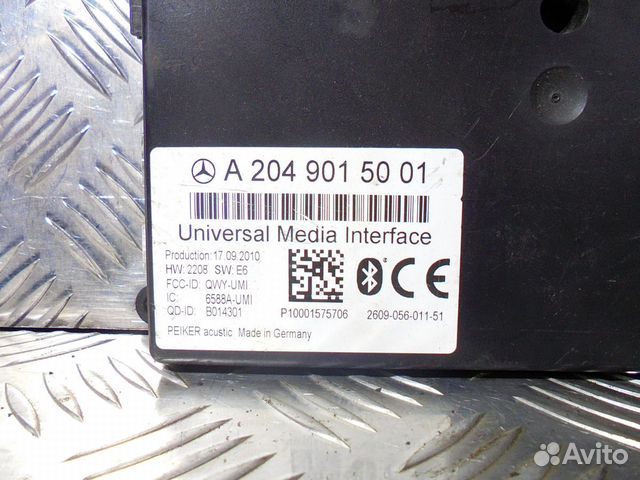 A 204 901 50 01
Universal Media Interface
Production: 17.09.2010
HW: 2208 SW: E6
FCC-ID: QWY-UMI
IC: 6588A-UMI
QD-ID: B014301
P10001575706
2609-056-011-51
PEIKER acustic Made in Germany
CE
Avito